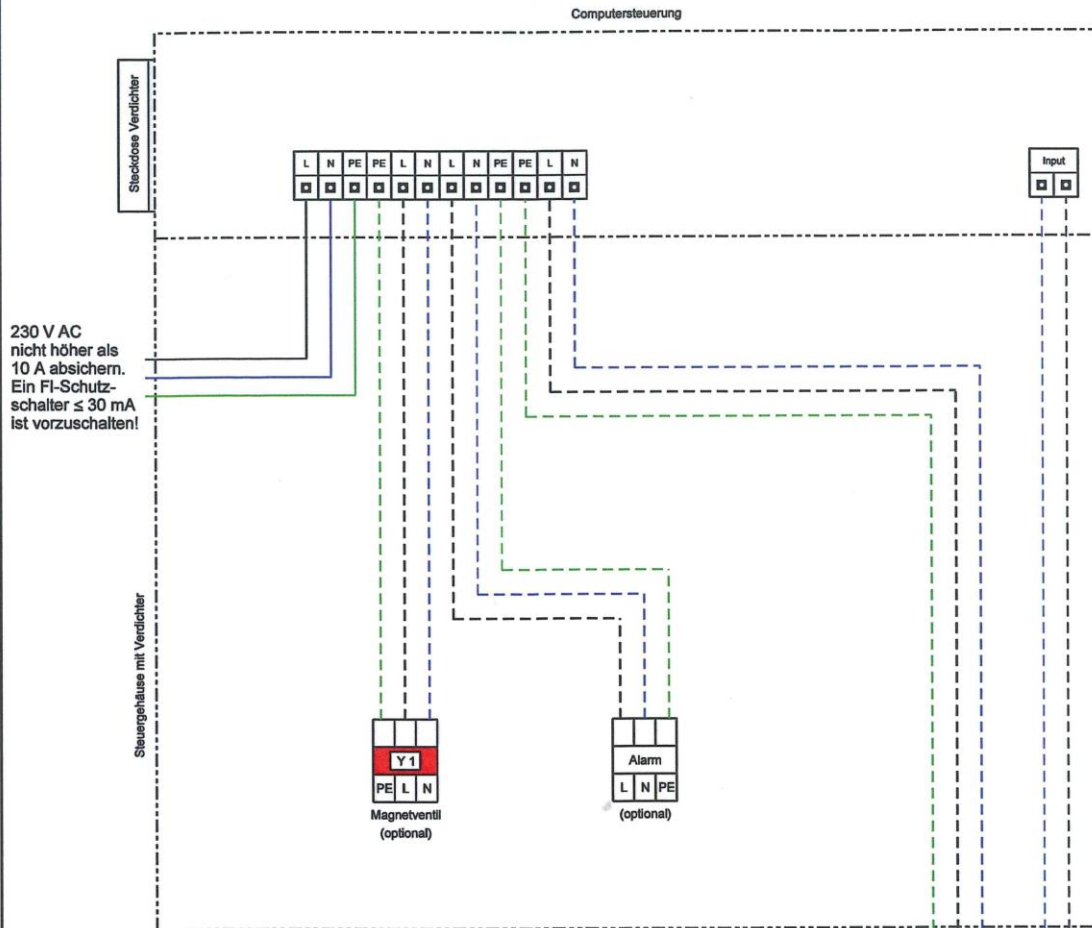 Computersteuerung
Steckdose Verdichter
L N PE PE L N L N PE PE L N
Input
230 V AC
nicht höher als
10 A absichern.
Ein FI-Schutz-
schalter ≤ 30 mA
ist vorzuschalten!
Steuergehäuse mit Verdichter
Y 1
PE L N
Magnetventil
(optional)
Alarm
L N PE
(optional)